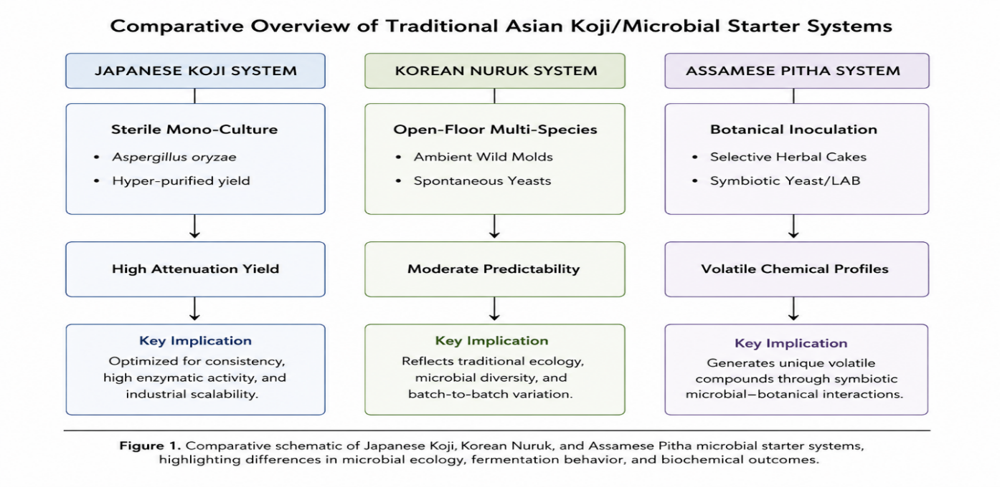 Comparative Overview of Traditional Asian Koji/Microbial Starter Systems
JAPANESE KOJI SYSTEM
Sterile Mono-Culture
• Aspergillus oryzae
• Hyper-purified yield
High Attenuation Yield
Key Implication
Optimized for consistency,
high enzymatic activity, and
industrial scalability.
KOREAN NURUK SYSTEM
Open-Floor Multi-Species
• Ambient Wild Molds
• Spontaneous Yeasts
Moderate Predictability
Key Implication
Reflects traditional ecology,
microbial diversity, and
batch-to-batch variation.
ASSAMESE PITHA SYSTEM
Botanical Inoculation
• Selective Herbal Cakes
• Symbiotic Yeast/LAB
Volatile Chemical Profiles
Key Implication
Generates unique volatile
compounds through symbiotic
microbial–botanical interactions.
Figure 1. Comparative schematic of Japanese Koji, Korean Nuruk, and Assamese Pitha microbial starter systems,
highlighting differences in microbial ecology, fermentation behavior, and biochemical outcomes.